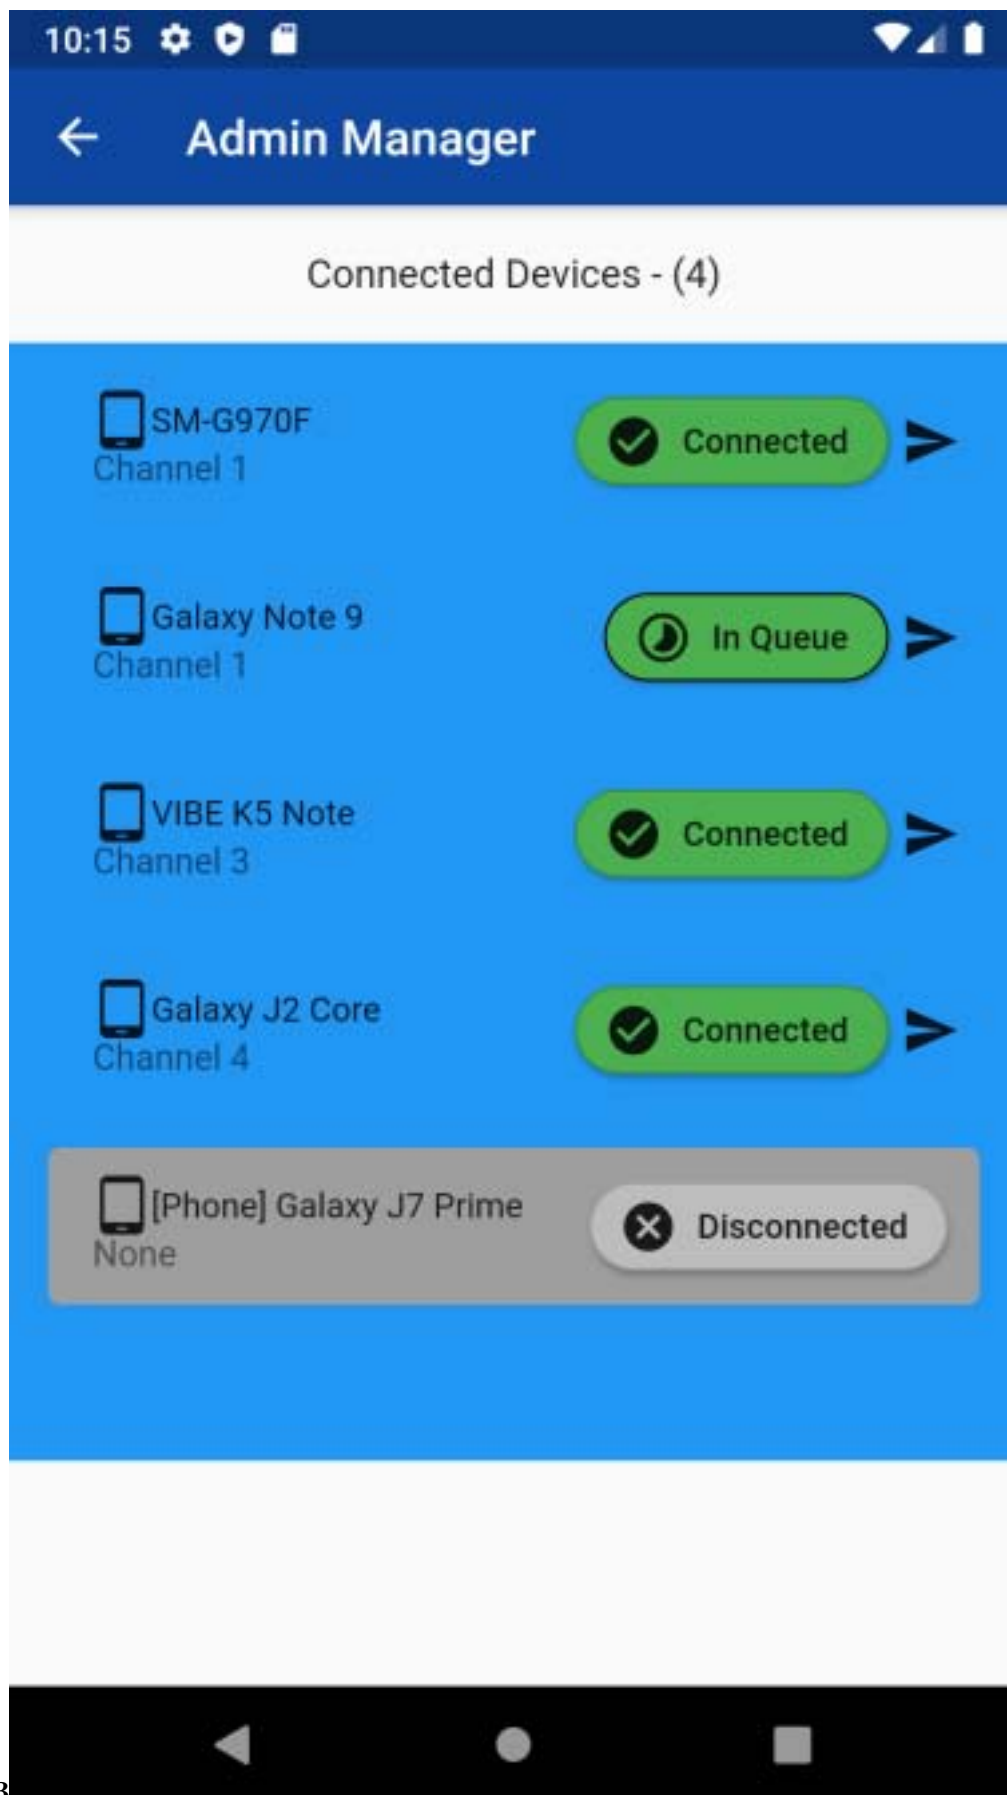 10:15
Admin Manager
Connected Devices - (4)
SM-G970F
Channel 1
Connected
Galaxy Note 9
Channel 1
In Queue
VIBE K5 Note
Channel 3
Connected
Galaxy J2 Core
Channel 4
Connected
[Phone] Galaxy J7 Prime
None
Disconnected